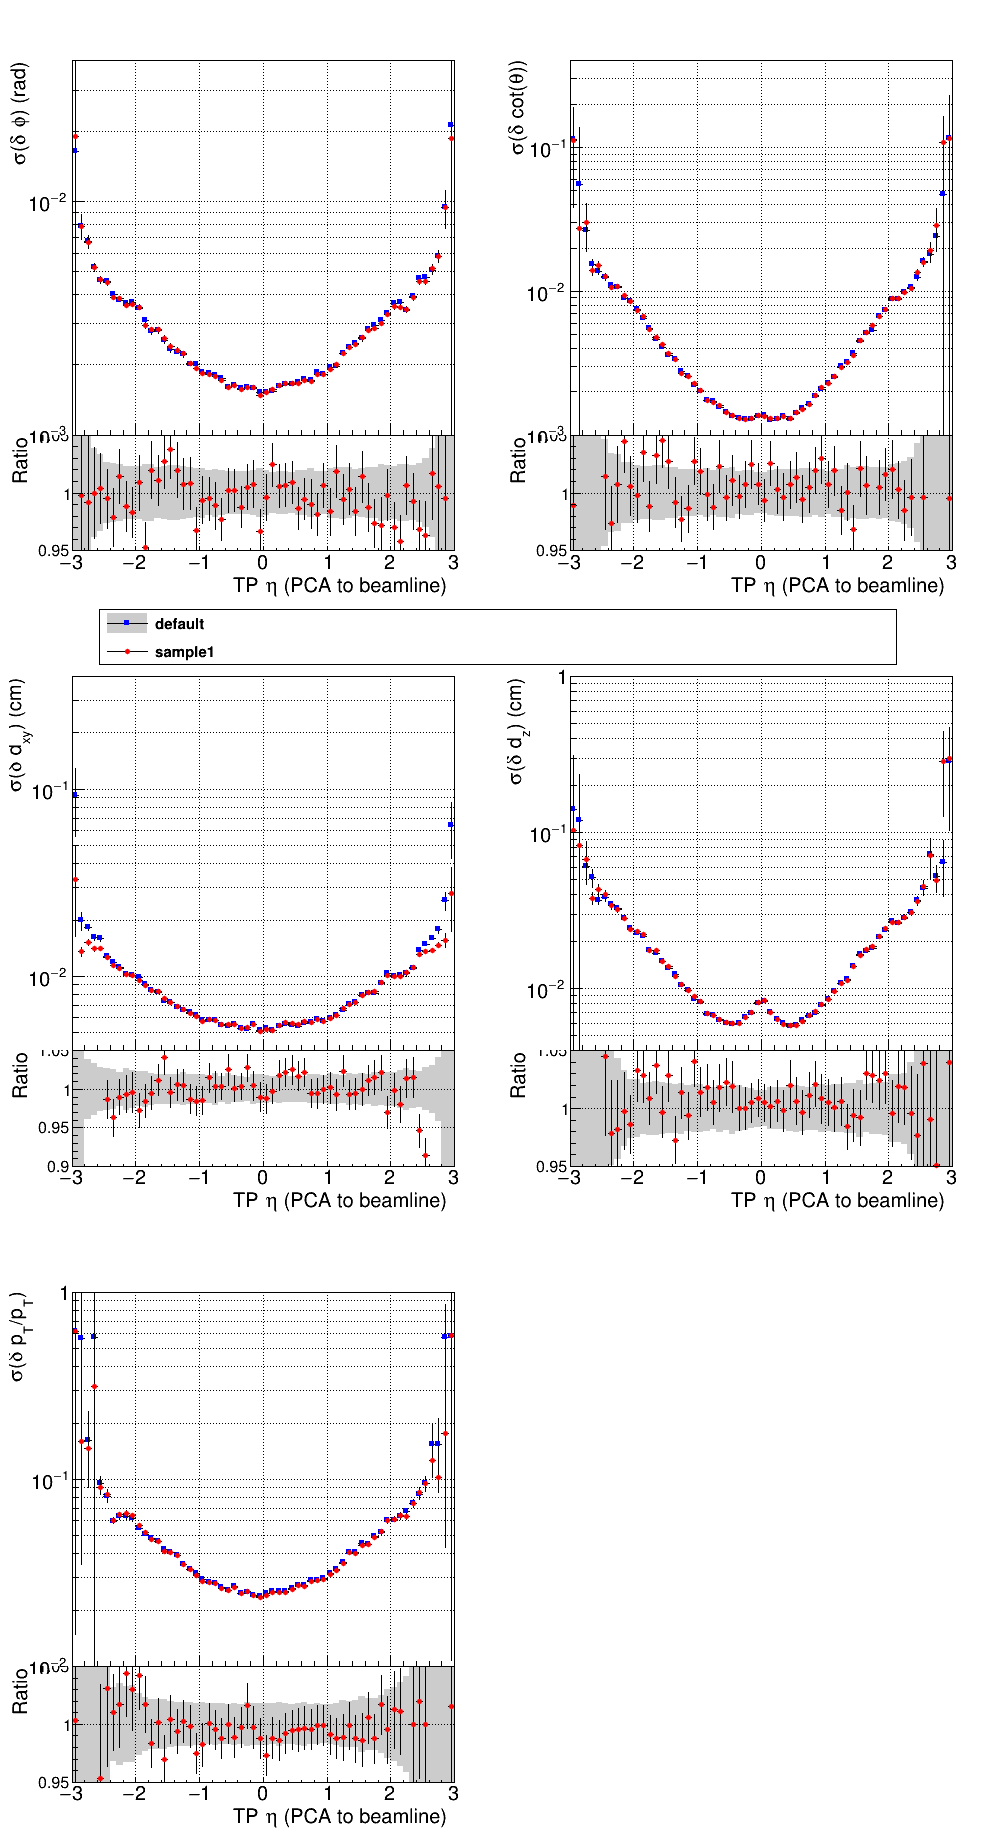 σ(δ φ) (rad)
10⁻²
10⁻³
Ratio
1
0.95
−3 −2 −1 0 1 2 3
TP η (PCA to beamline)
σ(δ cot(θ))
10⁻¹
10⁻²
10⁻³
Ratio
1
0.95
−3 −2 −1 0 1 2 3
TP η (PCA to beamline)
default
sample1
σ(δ d_xy) (cm)
10⁻¹
10⁻²
1.05
Ratio
1
0.95
0.9
−3 −2 −1 0 1 2 3
TP η (PCA to beamline)
σ(δ d_z) (cm)
1
10⁻¹
10⁻²
1.05
Ratio
1
0.95
−3 −2 −1 0 1 2 3
TP η (PCA to beamline)
σ(δ p_T/p_T)
1
10⁻¹
10⁻²
Ratio
1
0.95
−3 −2 −1 0 1 2 3
TP η (PCA to beamline)